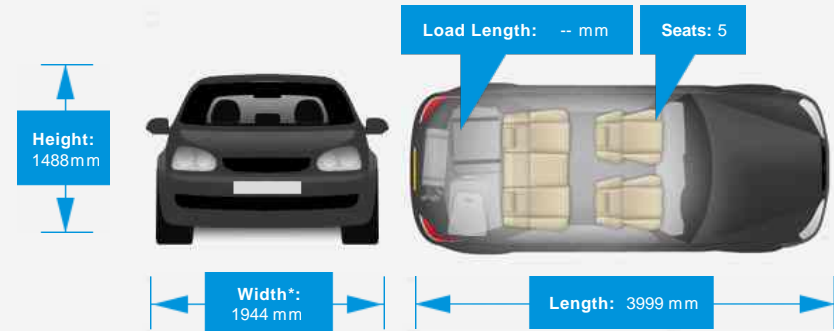 Load Length: -- mm
Seats: 5
Height:
1488mm
Width*:
1944 mm
Length: 3999 mm